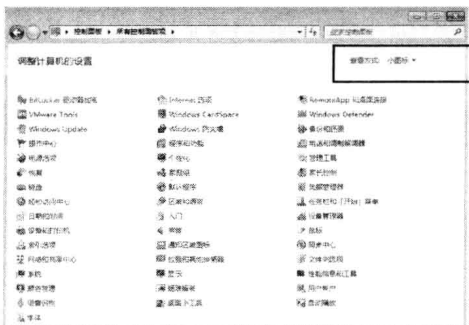 控制面板 ▸ 所有控制面板项 ▸
搜索控制面板
调整计算机的设置
查看方式: 小图标 ▾
BitLocker 驱动器加密
Internet 选项
RemoteApp 和桌面连接
VMware Tools
Windows CardSpace
Windows Defender
Windows Update
Windows 防火墙
备份和还原
操作中心
程序和功能
电话和调制解调器
电源选项
个性化
管理工具
恢复
家庭组
家长控制
键盘
默认程序
凭据管理器
轻松访问中心
区域和语言
任务栏和「开始」菜单
日期和时间
入门
设备管理器
设备和打印机
声音
鼠标
索引选项
通知区域图标
同步中心
网络和共享中心
位置和其他传感器
文件夹选项
系统
显示
性能信息和工具
颜色管理
疑难解答
用户帐户
语音识别
桌面小工具
自动播放
字体